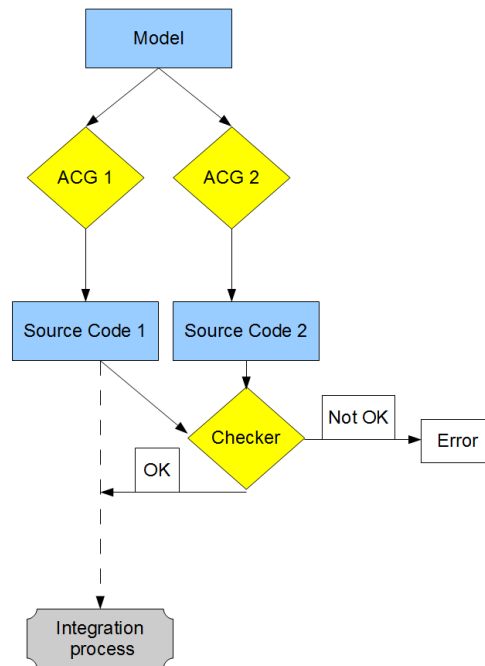 Model
ACG 1
ACG 2
Source Code 1
Source Code 2
Checker
Not OK
Error
OK
Integration
process